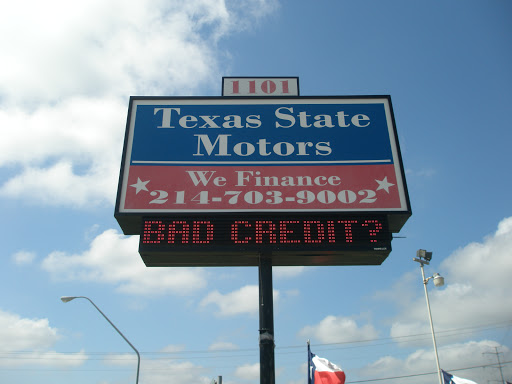 1101
Texas State
Motors
We Finance
214-703-9002
BAD CREDIT?